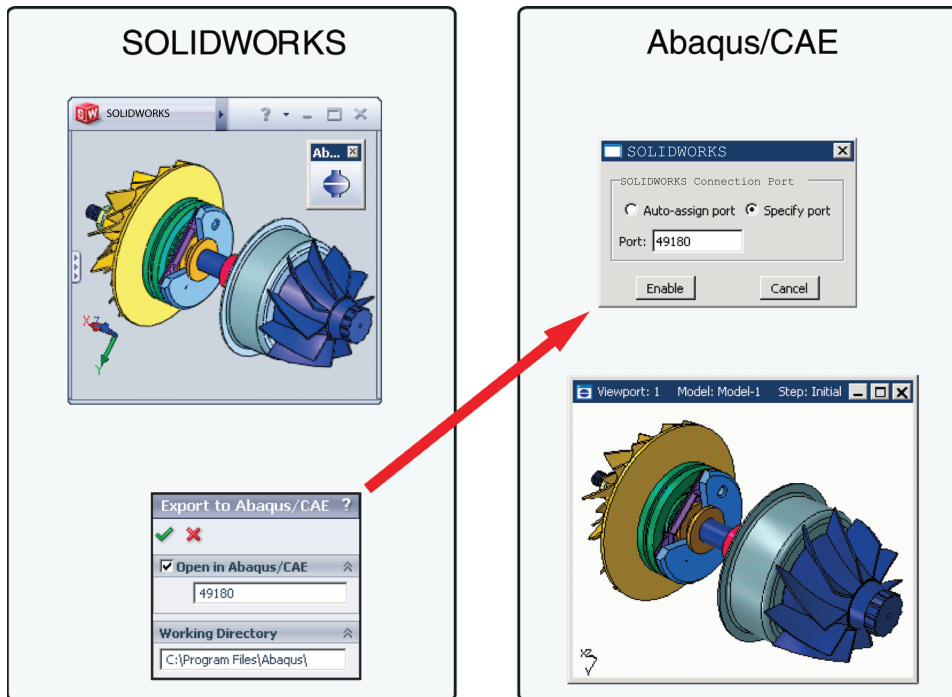 SOLIDWORKS
SW SOLIDWORKS ?
Ab...
X Z
Y
Export to Abaqus/CAE ?
Open in Abaqus/CAE
49180
Working Directory
C:\Program Files\Abaqus\
Abaqus/CAE
SOLIDWORKS
SOLIDWORKS Connection Port
Auto-assign port Specify port
Port: 49180
Enable Cancel
Viewport: 1 Model: Model-1 Step: Initial
XZ
Y